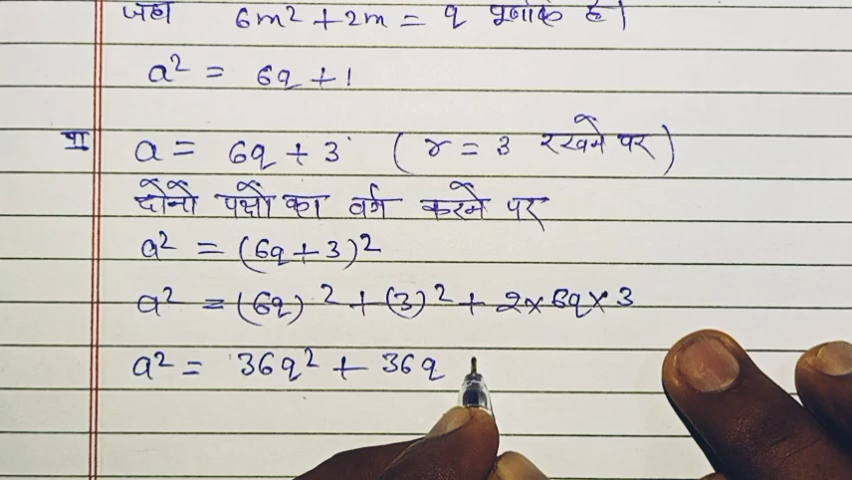 जहाँ 6m² + 2m = q पूर्णांक है।
a² = 6q + 1
या a = 6q + 3 (r = 3 रखने पर)
दोनों पक्षों का वर्ग करने पर
a² = (6q + 3)²
a² = (6q)² + (3)² + 2 × 6q × 3
a² = 36q² + 36q